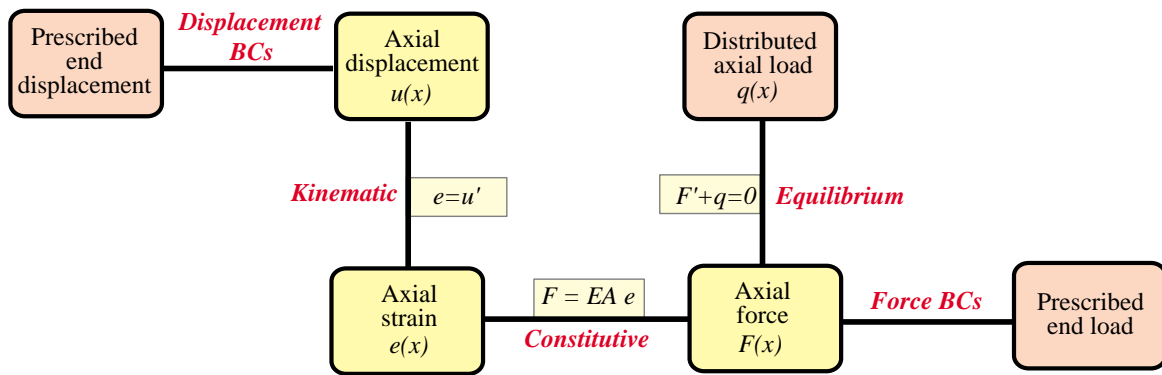 Prescribed
end
displacement
Displacement
BCs
Axial
displacement
u(x)
Distributed
axial load
q(x)
Kinematic
e=u'
F'+q=0
Equilibrium
Axial
strain
e(x)
F = EA e
Constitutive
Axial
force
F(x)
Force BCs
Prescribed
end load